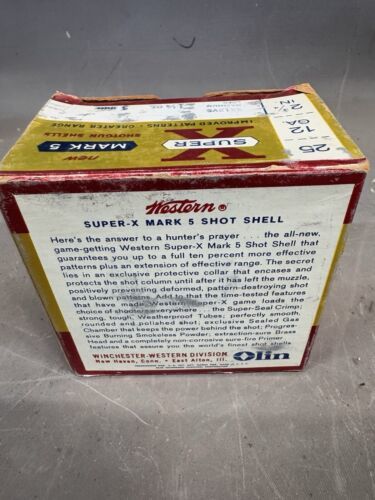 25
12 GA.
2¾ IN.
X
SUPER
IMPROVED PATTERNS · GREATER RANGE
new
MARK 5
SHOTGUN SHELLS
Western®
SUPER-X MARK 5 SHOT SHELL
Here's the answer to a hunter's prayer . . . the all-new,
game-getting Western Super-X Mark 5 Shot Shell that
guarantees you up to a full ten percent more effective
patterns plus an extension of effective range. The secret
lies in an exclusive protective collar that encases and
protects the shot column until after it has left the muzzle,
positively preventing deformed, pattern-destroying shot
and blown patterns. Add to that the time-tested features
that have made Western Super-X game loads the
choice of shooters everywhere . . the Super-Seal Crimp;
strong, tough, Weatherproof Tubes; perfectly smooth,
rounded and polished shot; exclusive Sealed Gas
Chamber that keeps the power behind the shot; Progres-
sive Burning Smokeless Powder; extraction-sure Brass
Head and a completely non-corrosive sure-fire Primer
features that assure you the world's finest shot shells
WINCHESTER-WESTERN DIVISION
New Haven, Conn. • East Alton, Ill.
Olin